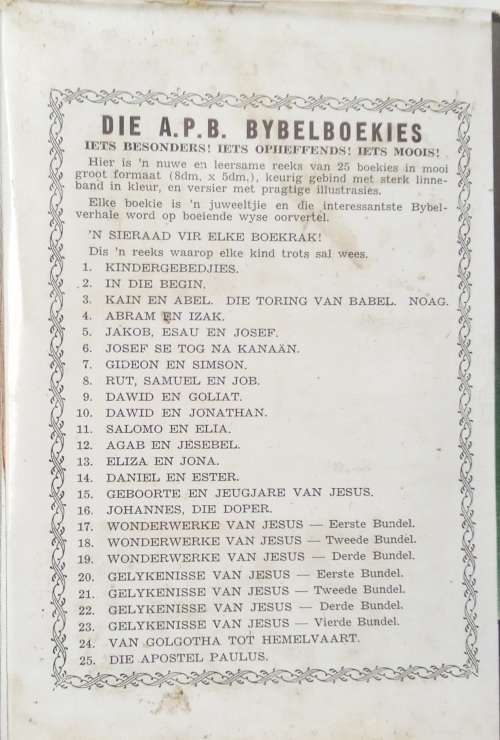 DIE A.P.B. BYBELBOEKIES
IETS BESONDERS! IETS OPHEFFENDS! IETS MOOIS!
Hier is 'n nuwe en leersame reeks van 25 boekies in mooi
groot formaat (8dm. x 5dm.), keurig gebind met sterk linne-
band in kleur, en versier met pragtige illustrasies.
Elke boekie is 'n juweeltjie en die interessantste Bybel-
verhale word op boeiende wyse oorvertel.
'N SIERAAD VIR ELKE BOEKRAK!
Dis 'n reeks waarop elke kind trots sal wees.
1. KINDERGEBEDJIES.
2. IN DIE BEGIN.
3. KAIN EN ABEL. DIE TORING VAN BABEL. NOAG.
4. ABRAM EN IZAK.
5. JAKOB, ESAU EN JOSEF.
6. JOSEF SE TOG NA KANAÄN.
7. GIDEON EN SIMSON.
8. RUT, SAMUEL EN JOB.
9. DAWID EN GOLIAT.
10. DAWID EN JONATHAN.
11. SALOMO EN ELIA.
12. AGAB EN JESEBEL.
13. ELIZA EN JONA.
14. DANIEL EN ESTER.
15. GEBOORTE EN JEUGJARE VAN JESUS.
16. JOHANNES, DIE DOPER.
17. WONDERWERKE VAN JESUS — Eerste Bundel.
18. WONDERWERKE VAN JESUS — Tweede Bundel.
19. WONDERWERKE VAN JESUS — Derde Bundel.
20. GELYKENISSE VAN JESUS — Eerste Bundel.
21. GELYKENISSE VAN JESUS — Tweede Bundel.
22. GELYKENISSE VAN JESUS — Derde Bundel.
23. GELYKENISSE VAN JESUS — Vierde Bundel.
24. VAN GOLGOTHA TOT HEMELVAART.
25. DIE APOSTEL PAULUS.